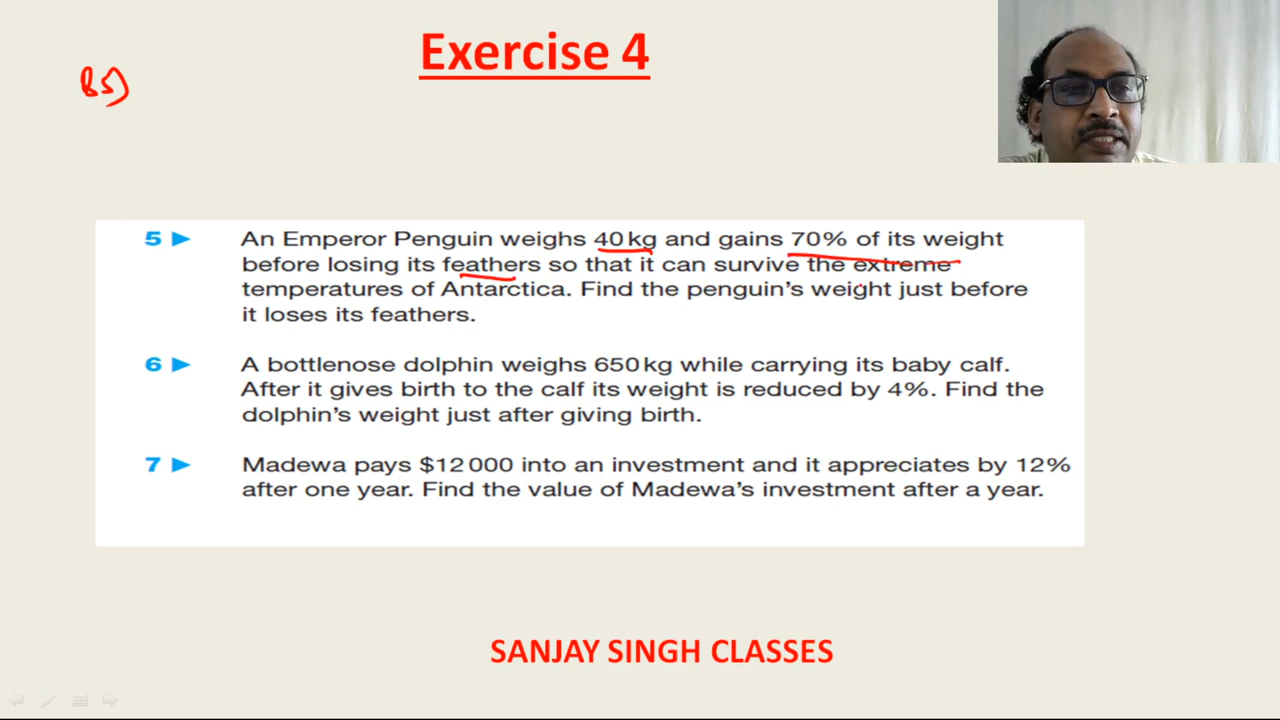 Exercise 4
5 ▶ An Emperor Penguin weighs 40 kg and gains 70% of its weight
before losing its feathers so that it can survive the extreme
temperatures of Antarctica. Find the penguin's weight just before
it loses its feathers.
6 ▶ A bottlenose dolphin weighs 650 kg while carrying its baby calf.
After it gives birth to the calf its weight is reduced by 4%. Find the
dolphin's weight just after giving birth.
7 ▶ Madewa pays $12 000 into an investment and it appreciates by 12%
after one year. Find the value of Madewa's investment after a year.
SANJAY SINGH CLASSES